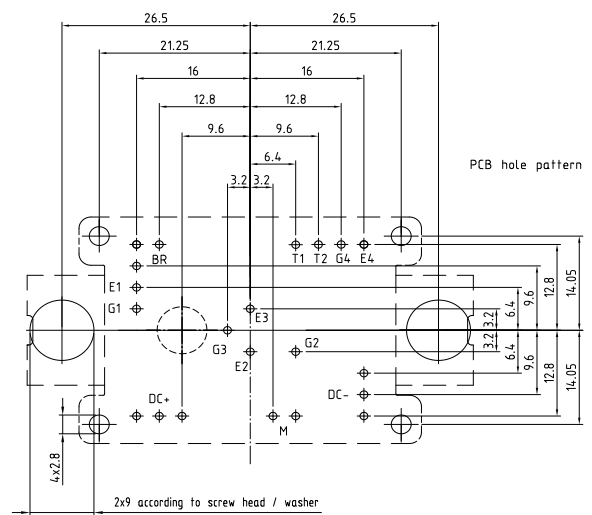 26.5 26.5
21.25 21.25
16 16
12.8 12.8
9.6 9.6
6.4
3.2 3.2
PCB hole pattern
BR T1 T2 G4 E4
E1
G1
E3
G3
E2
G2
DC+
DC-
M
3.2
6.4
9.6
12.8
14.05
3.2
6.4
9.6
12.8
14.05
4x2.8
2x9 according to screw head / washer